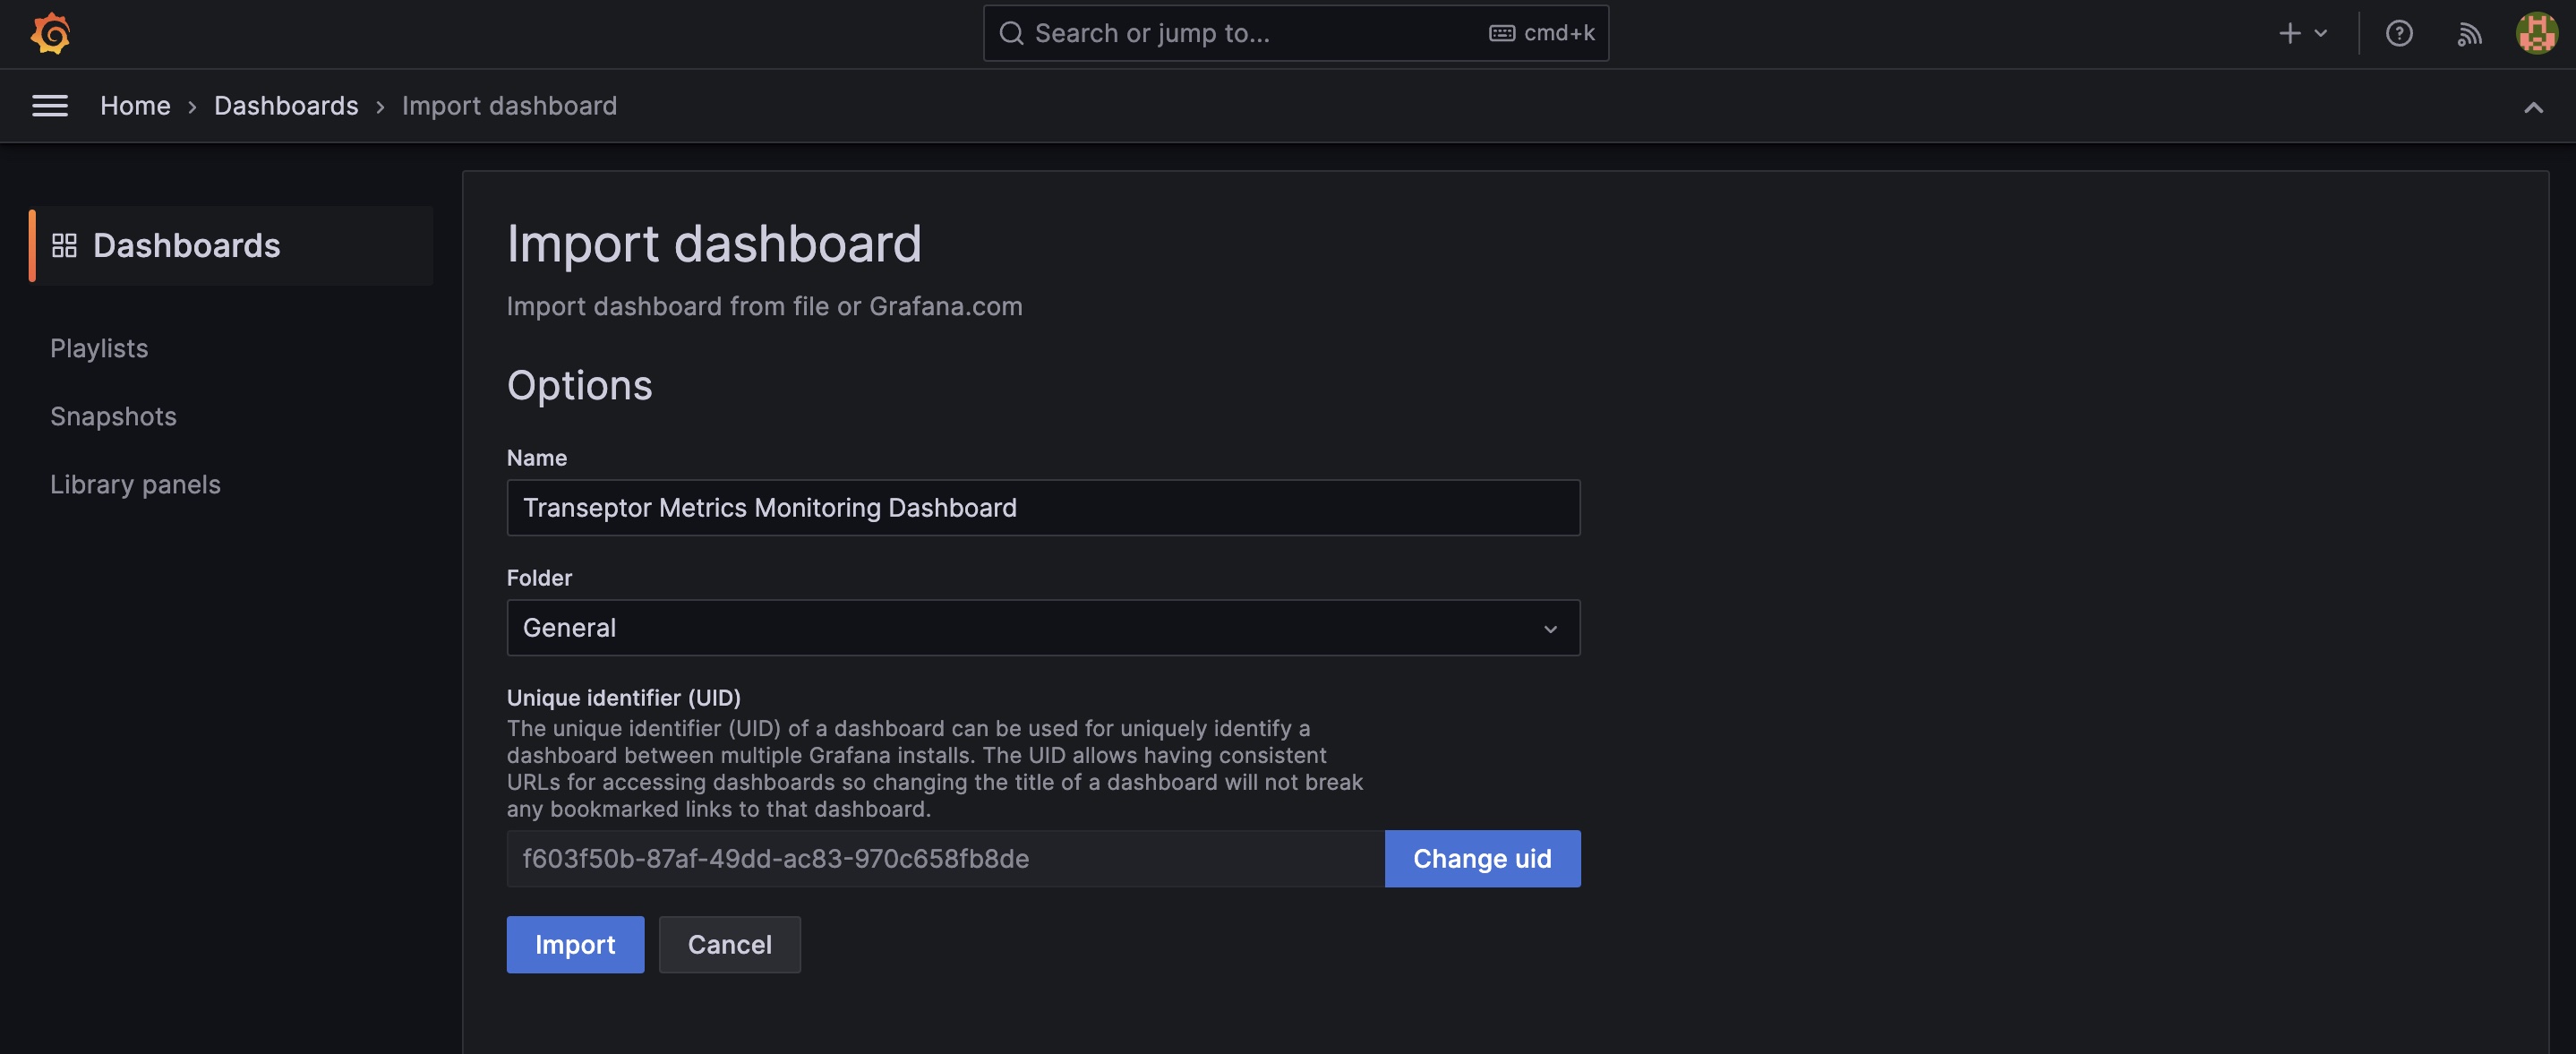 Search or jump to... cmd+k
Home › Dashboards › Import dashboard
Dashboards
Playlists
Snapshots
Library panels
Import dashboard
Import dashboard from file or Grafana.com
Options
Name
Transeptor Metrics Monitoring Dashboard
Folder
General
Unique identifier (UID)
The unique identifier (UID) of a dashboard can be used for uniquely identify a
dashboard between multiple Grafana installs. The UID allows having consistent
URLs for accessing dashboards so changing the title of a dashboard will not break
any bookmarked links to that dashboard.
f603f50b-87af-49dd-ac83-970c658fb8de Change uid
Import Cancel